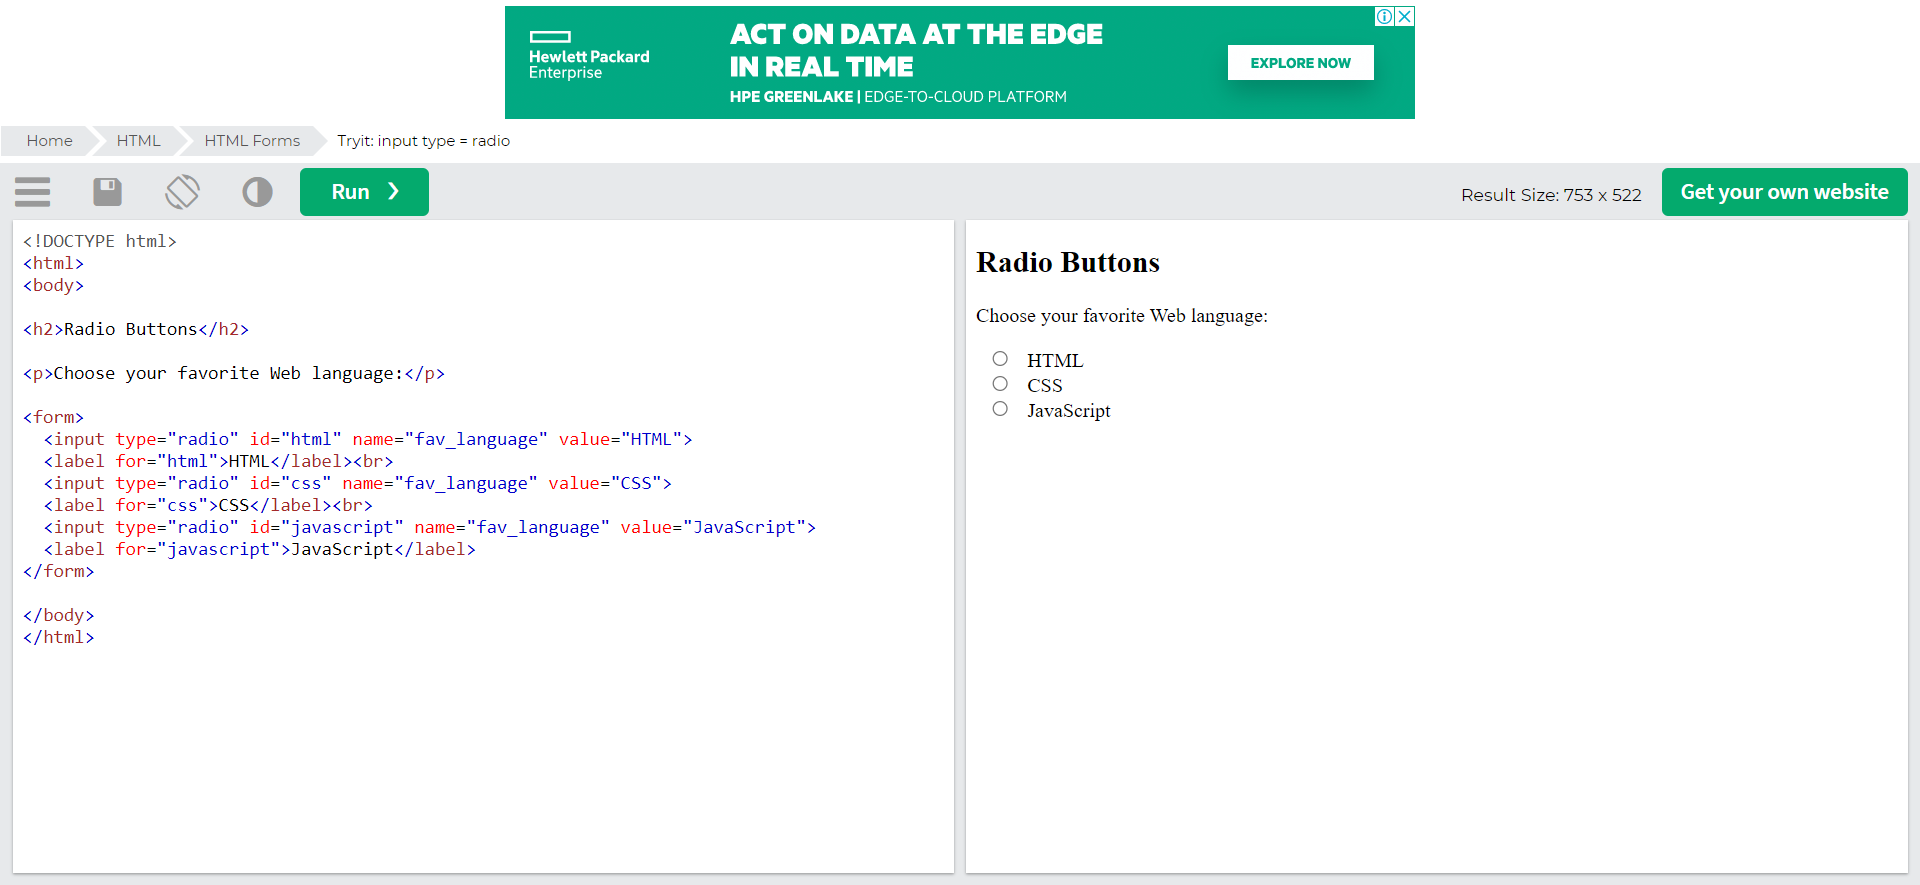 Hewlett Packard
Enterprise
ACT ON DATA AT THE EDGE
IN REAL TIME
HPE GREENLAKE | EDGE-TO-CLOUD PLATFORM
EXPLORE NOW
Home
HTML
HTML Forms
Tryit: input type = radio
Run ❯
Result Size: 753 x 522
Get your own website
<!DOCTYPE html>
<html>
<body>
<h2>Radio Buttons</h2>
<p>Choose your favorite Web language:</p>
<form>
  <input type="radio" id="html" name="fav_language" value="HTML">
  <label for="html">HTML</label><br>
  <input type="radio" id="css" name="fav_language" value="CSS">
  <label for="css">CSS</label><br>
  <input type="radio" id="javascript" name="fav_language" value="JavaScript">
  <label for="javascript">JavaScript</label>
</form>
</body>
</html>
Radio Buttons
Choose your favorite Web language:
HTML
CSS
JavaScript